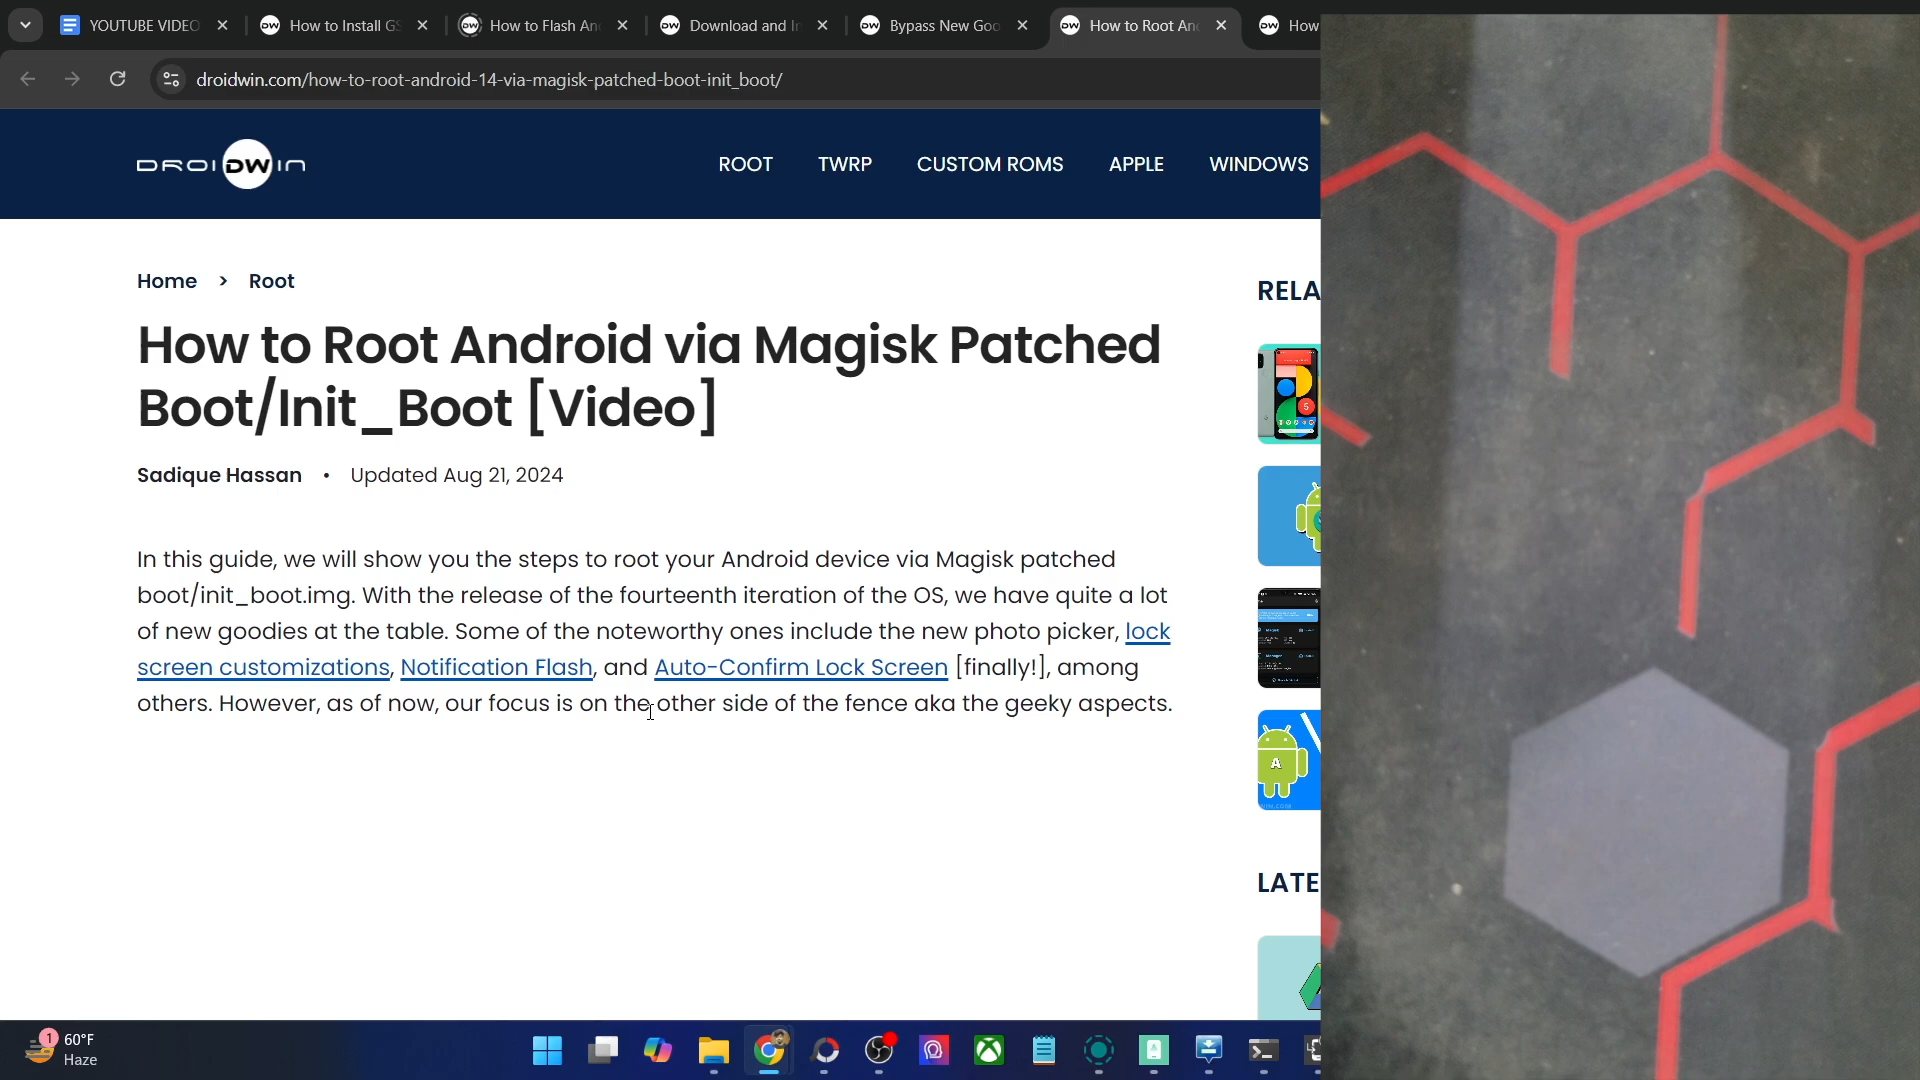 YOUTUBE VIDEO
How to Install GS
How to Flash An
Download and In
Bypass New Goo
How to Root And
How
droidwin.com/how-to-root-android-14-via-magisk-patched-boot-init_boot/
DROIDWIN
ROOT
TWRP
CUSTOM ROMS
APPLE
WINDOWS
Home > Root
How to Root Android via Magisk Patched
Boot/Init_Boot [Video]
Sadique Hassan • Updated Aug 21, 2024
In this guide, we will show you the steps to root your Android device via Magisk patched
boot/init_boot.img. With the release of the fourteenth iteration of the OS, we have quite a lot
of new goodies at the table. Some of the noteworthy ones include the new photo picker, lock
screen customizations, Notification Flash, and Auto-Confirm Lock Screen [finally!], among
others. However, as of now, our focus is on the other side of the fence aka the geeky aspects.
RELA
5
A
LATE
1
60°F
Haze